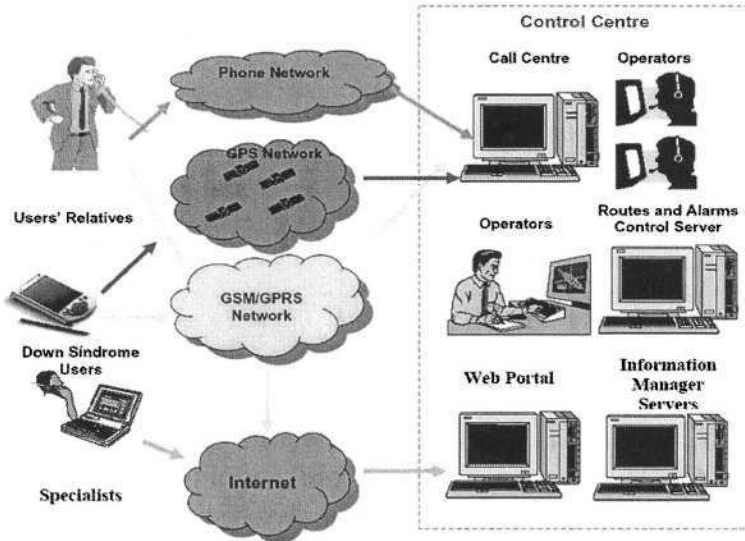 Control Centre
Phone Network
Call Centre
Operators
GPS Network
Users' Relatives
Operators
Routes and Alarms
Control Server
GSM/GPRS
Network
Down Síndrome
Users
Web Portal
Information
Manager
Servers
Internet
Specialists